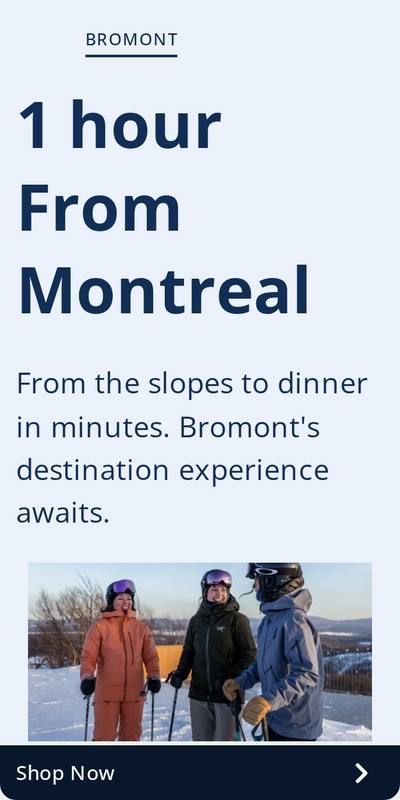 BROMONT
1 hour
From
Montreal
From the slopes to dinner
in minutes. Bromont's
destination experience
awaits.
Shop Now